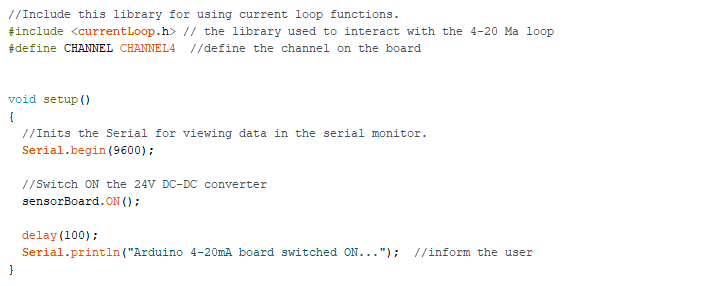 //Include this library for using current loop functions.
#include <currentLoop.h> // the library used to interact with the 4-20 Ma loop
#define CHANNEL CHANNEL4  //define the channel on the board
void setup()
{
  //Inits the Serial for viewing data in the serial monitor.
  Serial.begin(9600);
  //Switch ON the 24V DC-DC converter
  sensorBoard.ON();
  delay(100);
  Serial.println("Arduino 4-20mA board switched ON...");  //inform the user
}